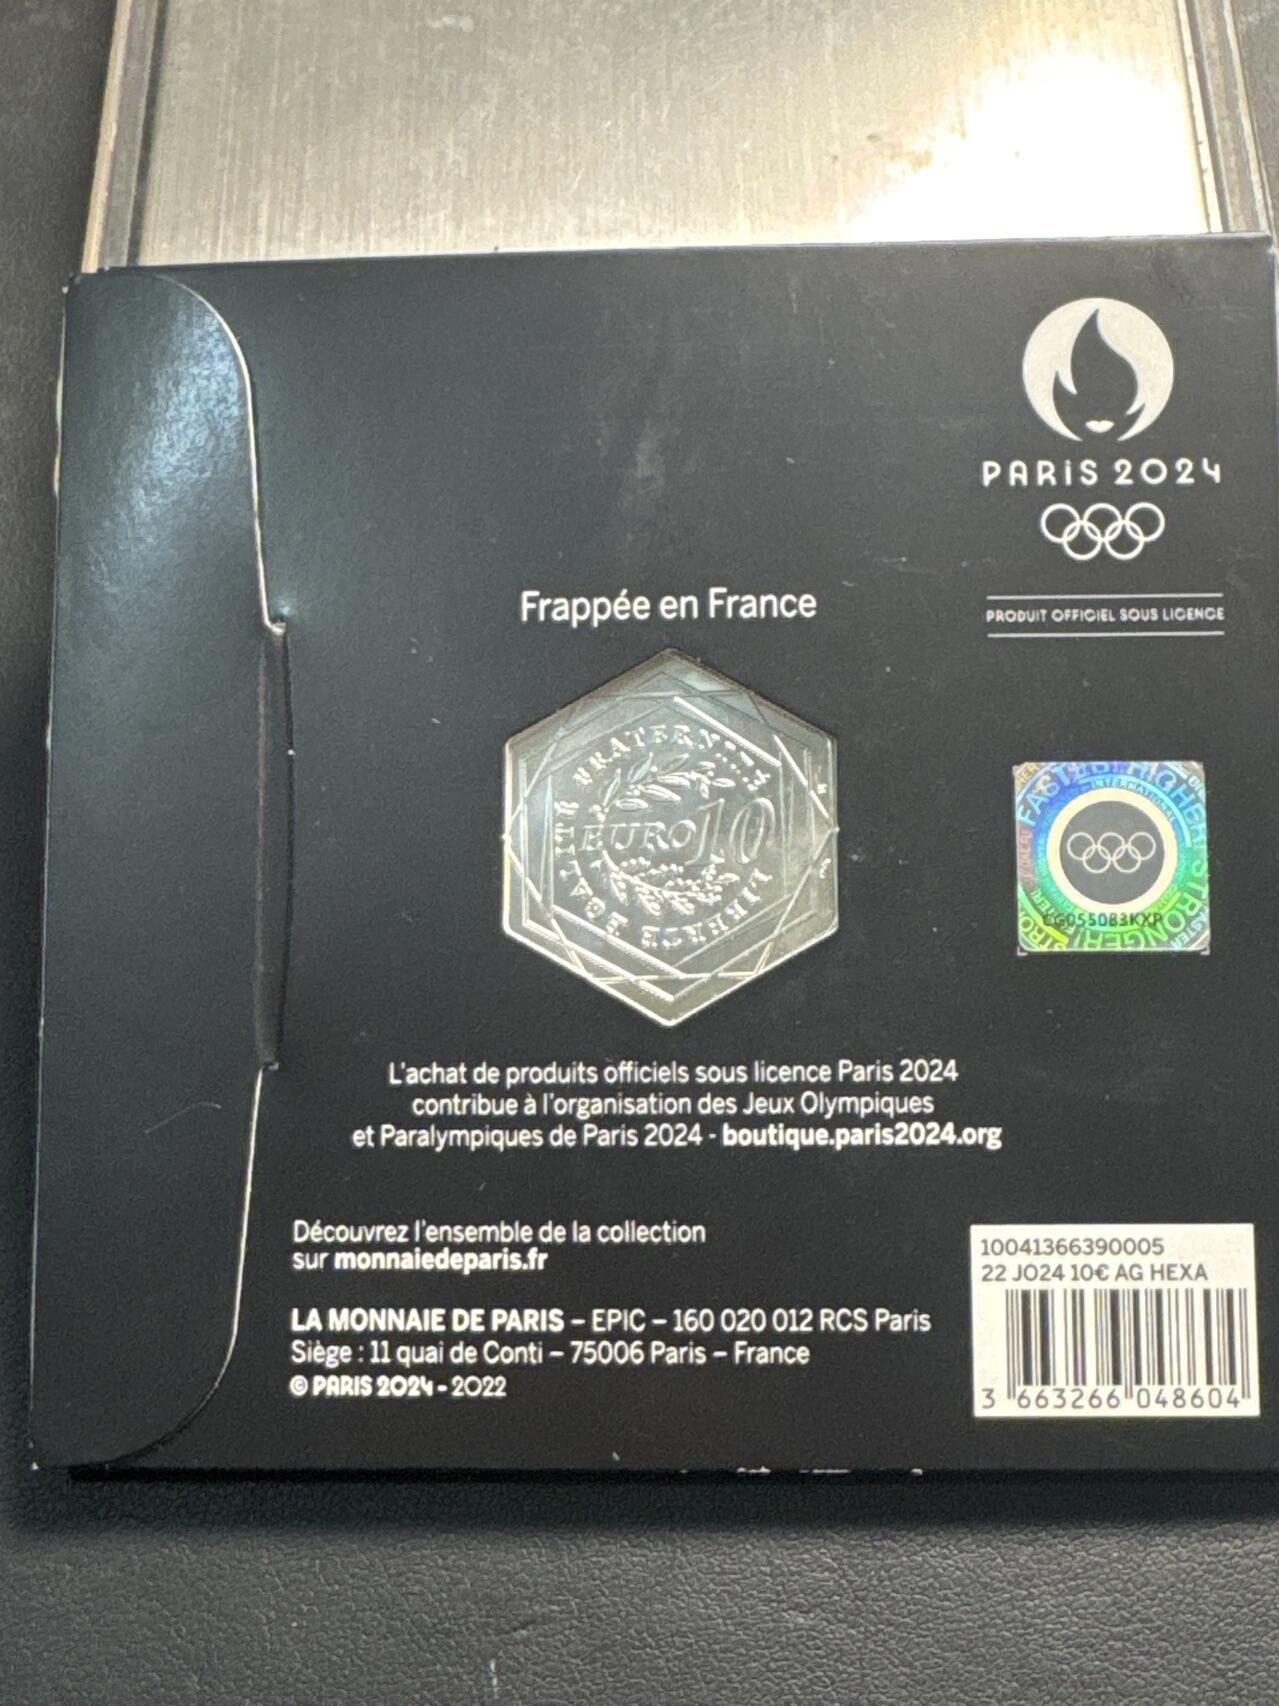 PARIS 2024
Frappée en France
PRODUIT OFFICIEL SOUS LICENCE
EURO 10
INTERNATIONAL
CG055083KXP
L'achat de produits officiels sous licence Paris 2024
contribue à l'organisation des Jeux Olympiques
et Paralympiques de Paris 2024 - boutique.paris2024.org
Découvrez l'ensemble de la collection
sur monnaiedeparis.fr
LA MONNAIE DE PARIS – EPIC – 160 020 012 RCS Paris
Siège : 11 quai de Conti – 75006 Paris – France
© PARIS 2024 - 2022
10041366390005
22 JO24 10€ AG HEXA
3 663266 048604